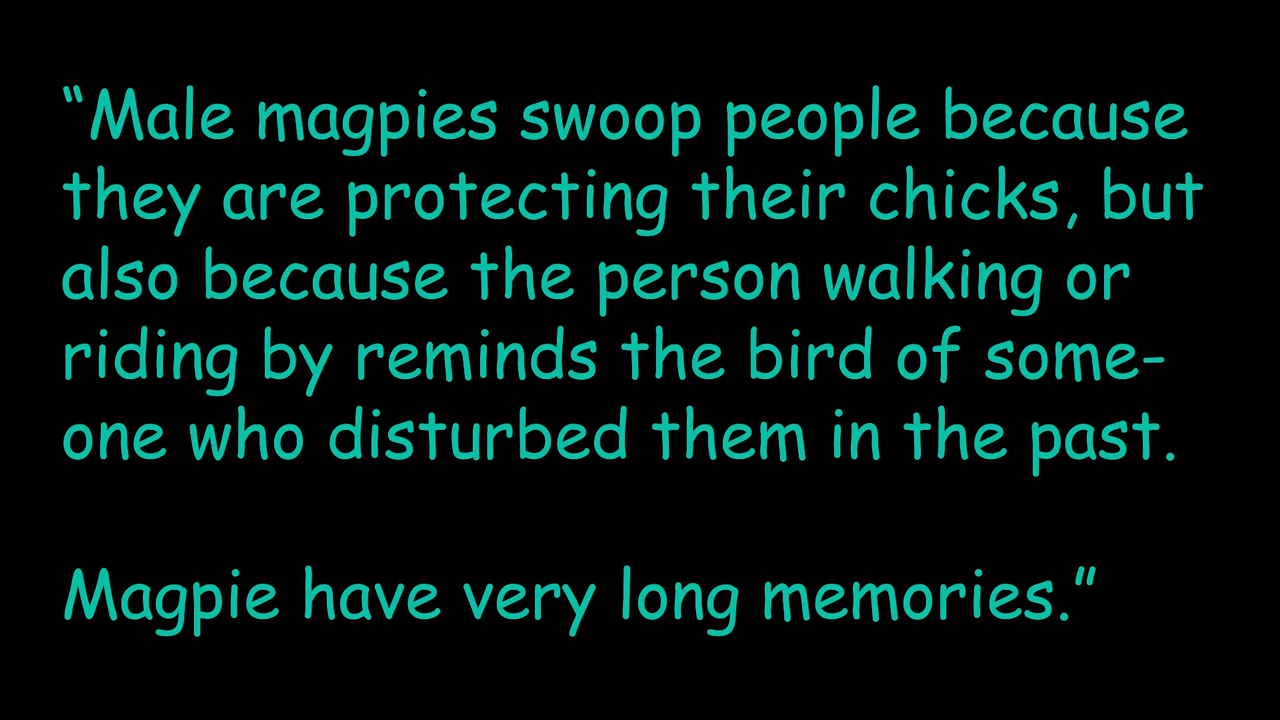 “Male magpies swoop people because
they are protecting their chicks, but
also because the person walking or
riding by reminds the bird of some-
one who disturbed them in the past.
Magpie have very long memories.”